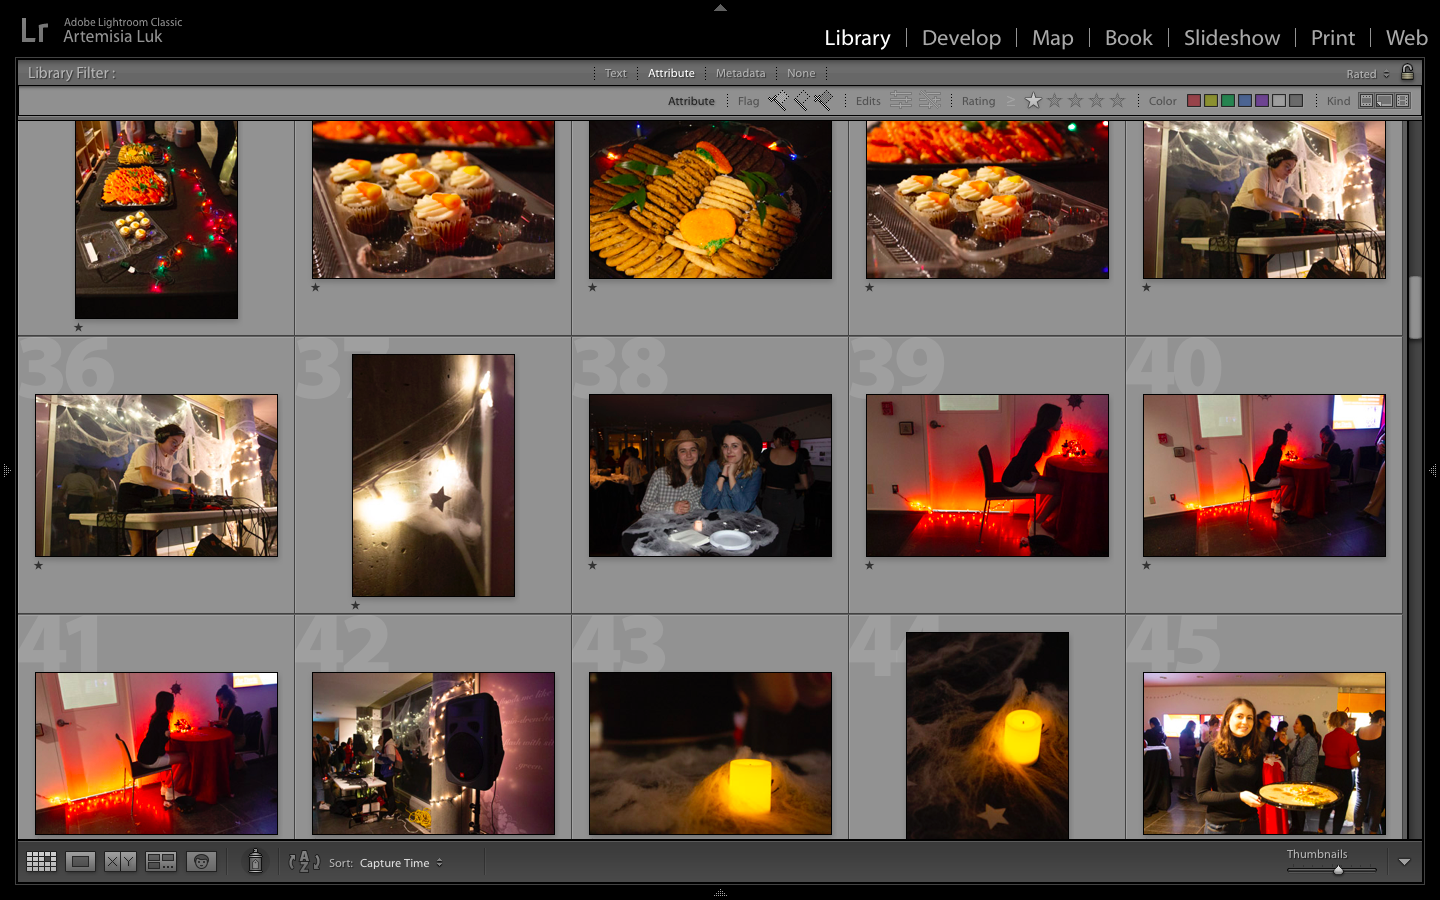 Lr
Adobe Lightroom Classic
Artemisia Luk
Library
Develop
Map
Book
Slideshow
Print
Web
Library Filter :
Text
Attribute
Metadata
None
Rated
Attribute
Flag
Edits
Rating
≥
Color
Kind
36
37
38
39
40
41
42
43
44
45
XY
A
Z
Sort: Capture Time
Thumbnails